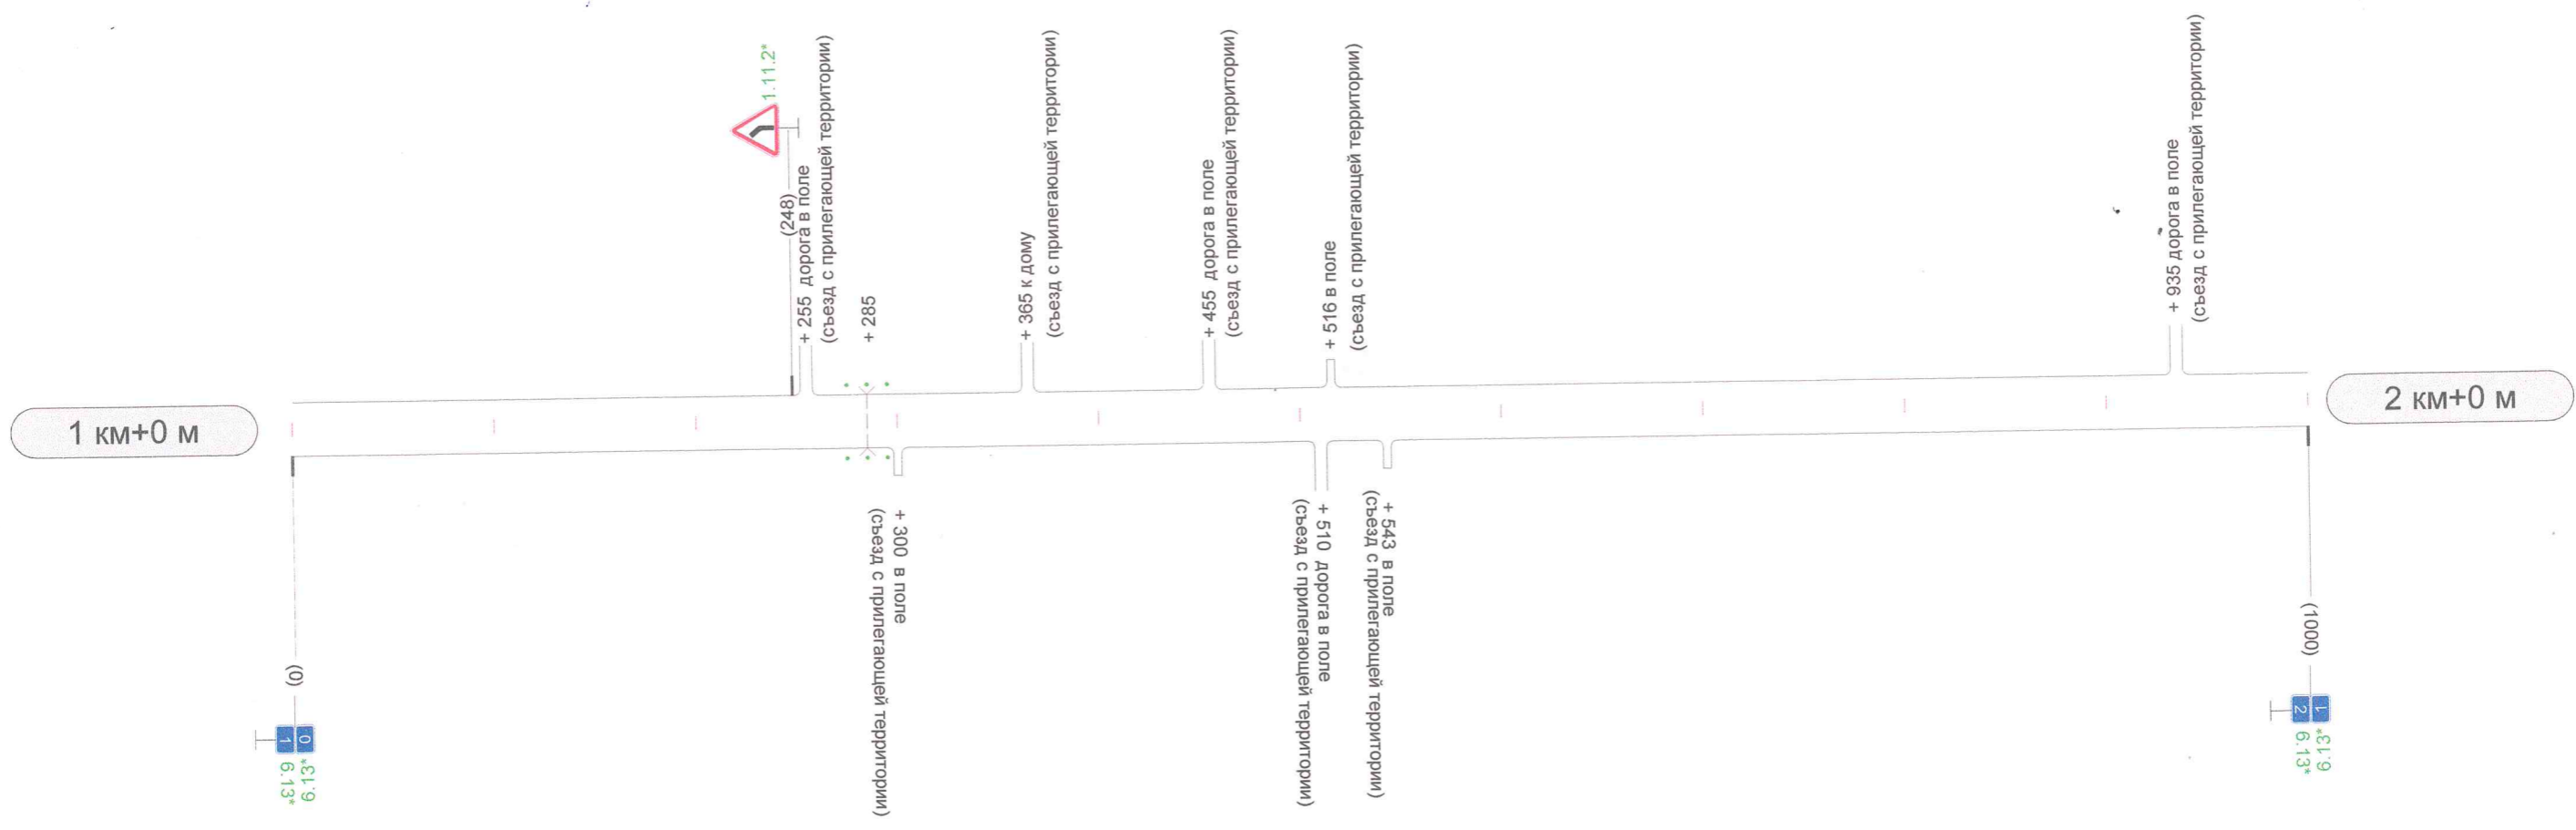 1 км+0 м
1.11.2*
(248)
+ 255 дорога в поле
(съезд с прилегающей территории)
+ 285
+ 365 к дому
(съезд с прилегающей территории)
+ 455 дорога в поле
(съезд с прилегающей территории)
+ 516 в поле
(съезд с прилегающей территории)
+ 935 дорога в поле
(съезд с прилегающей территории)
2 км+0 м
(0)
0
1
6.13*
6.13*
+ 300 в поле
(съезд с прилегающей территории)
+ 510 дорога в поле
(съезд с прилегающей территории)
+ 543 в поле
(съезд с прилегающей территории)
(1000)
1
2
6.13*
6.13*